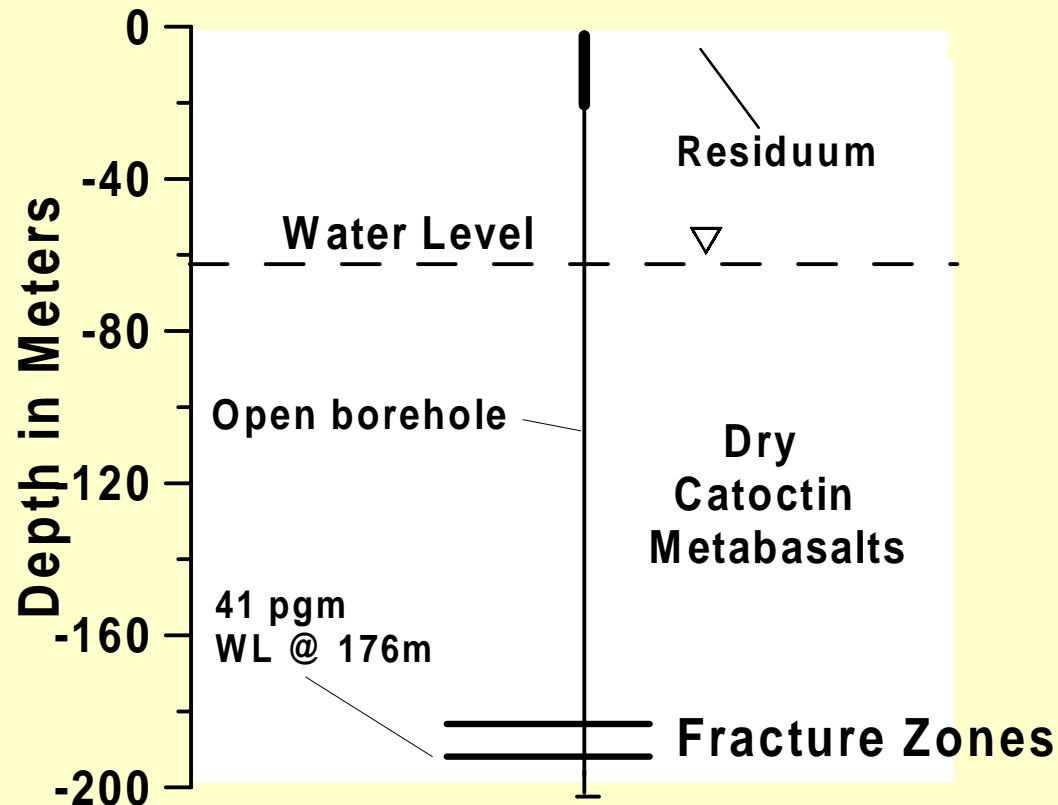 0
Residuum
-40
Water Level
-80
Depth in Meters
Open borehole
Dry
Catoctin
Metabasalts
-120
41 pgm
WL @ 176m
-160
Fracture Zones
-200